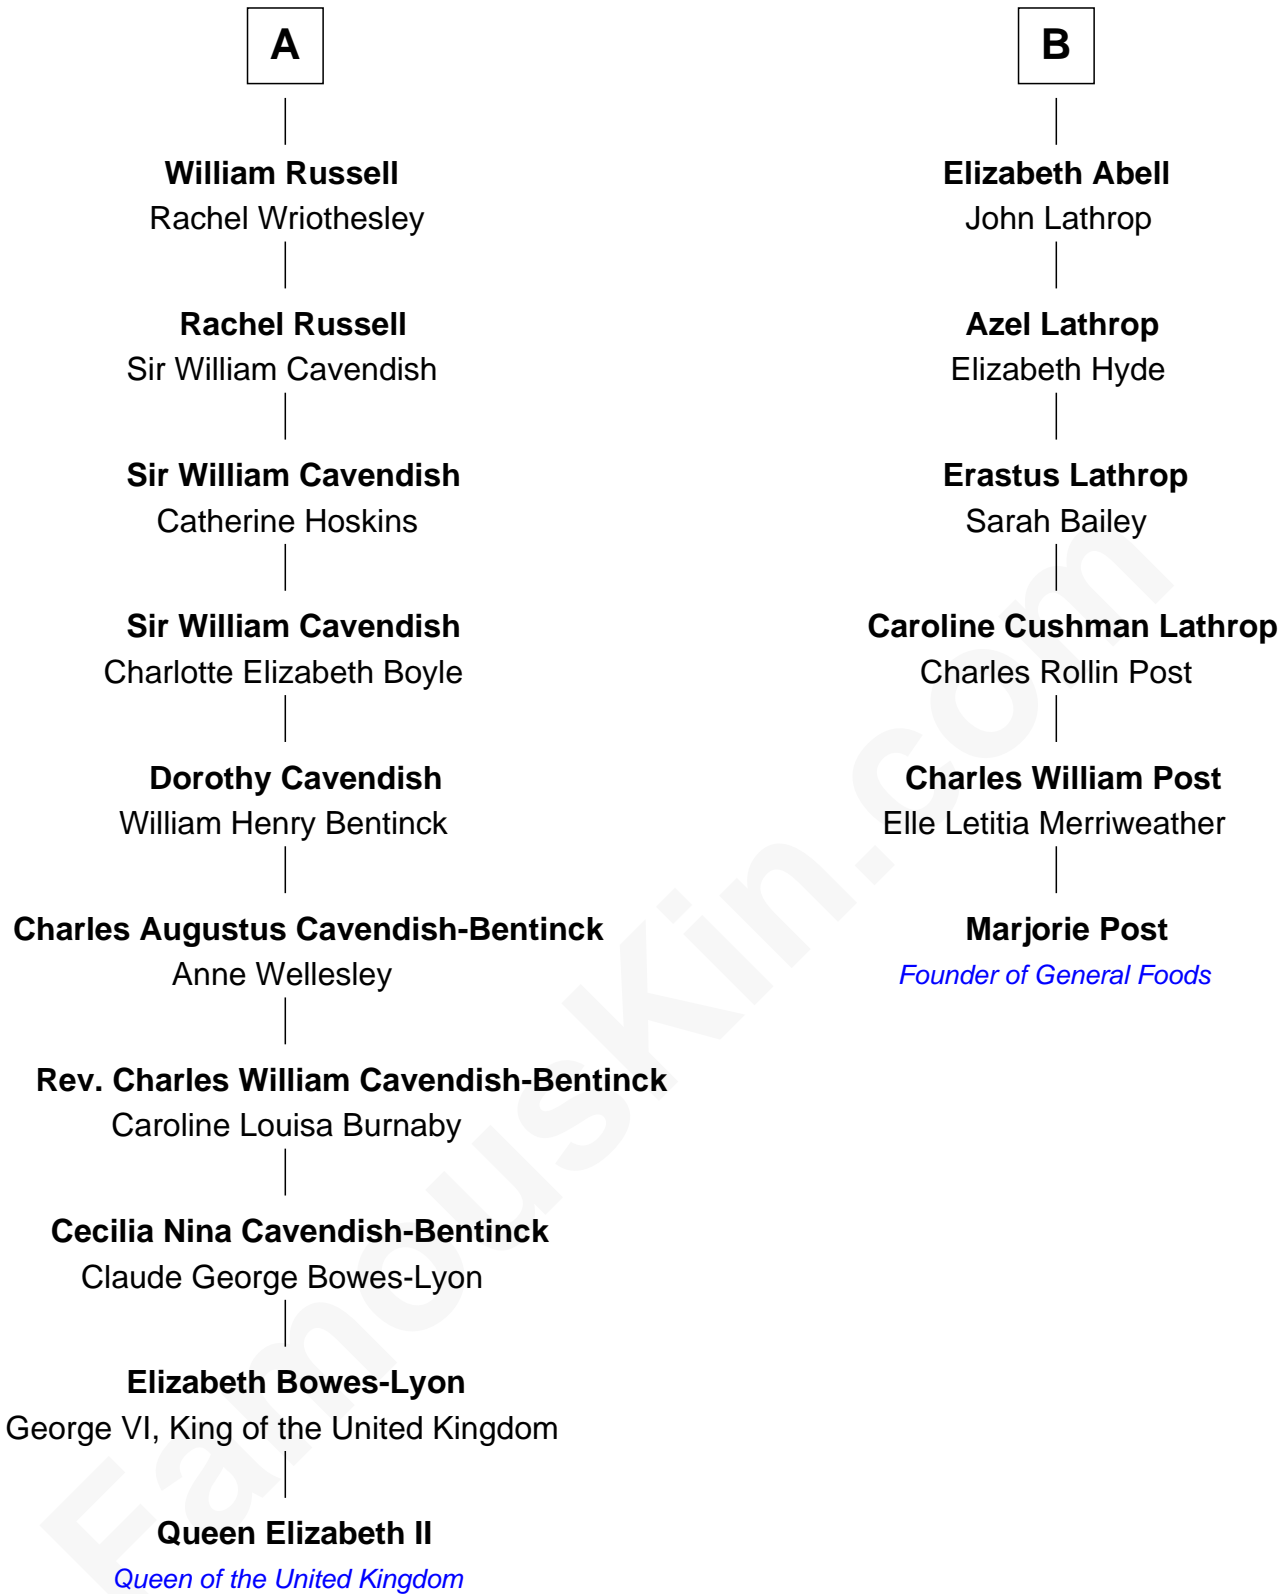 A
William Russell
Rachel Wriothesley
Rachel Russell
Sir William Cavendish
Sir William Cavendish
Catherine Hoskins
Sir William Cavendish
Charlotte Elizabeth Boyle
Dorothy Cavendish
William Henry Bentinck
Charles Augustus Cavendish-Bentinck
Anne Wellesley
Rev. Charles William Cavendish-Bentinck
Caroline Louisa Burnaby
Cecilia Nina Cavendish-Bentinck
Claude George Bowes-Lyon
Elizabeth Bowes-Lyon
George VI, King of the United Kingdom
Queen Elizabeth II
Queen of the United Kingdom
B
Elizabeth Abell
John Lathrop
Azel Lathrop
Elizabeth Hyde
Erastus Lathrop
Sarah Bailey
Caroline Cushman Lathrop
Charles Rollin Post
Charles William Post
Elle Letitia Merriweather
Marjorie Post
Founder of General Foods
FamousKin.com